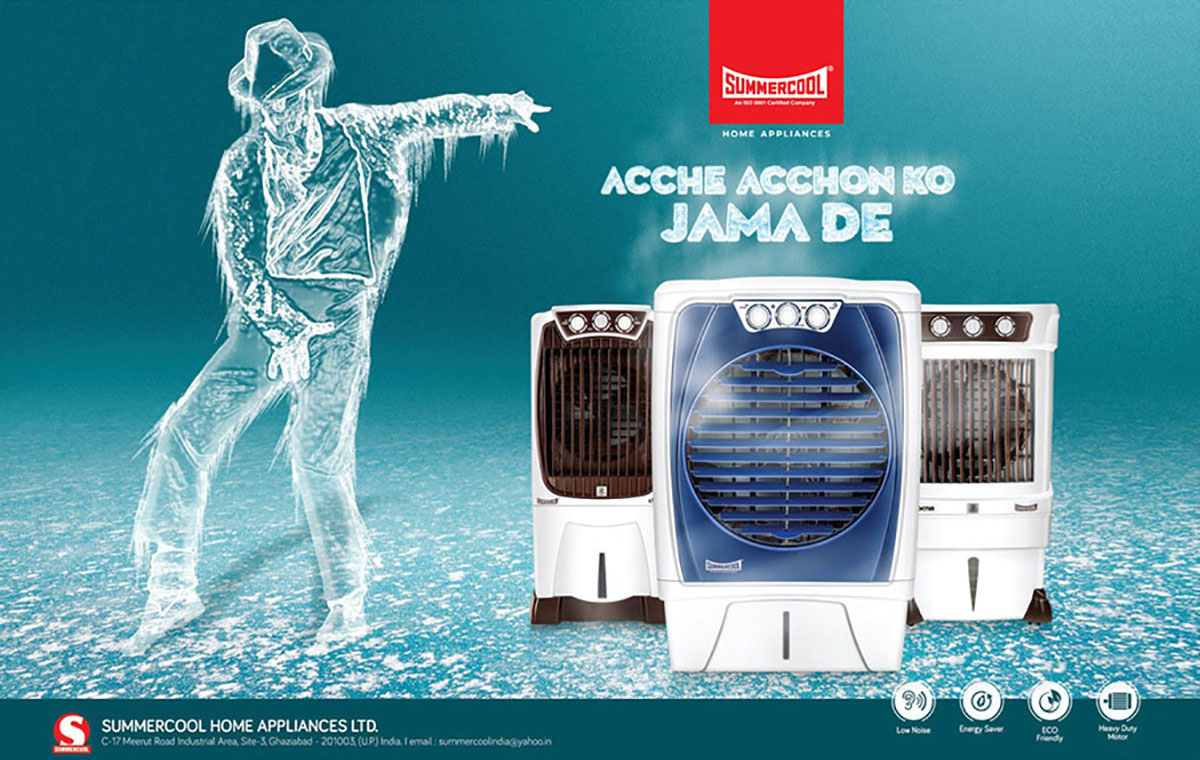 SUMMERCOOL®
An ISO 9001 Certified Company
HOME APPLIANCES
ACCHE ACCHON KO
JAMA DE
SUMMERCOOL
SUMMERCOOL HOME APPLIANCES LTD.
C-17 Meerut Road Industrial Area, Site-3, Ghaziabad - 201003, (U.P.) India. I email : summercoolindia@yahoo.in
SUMMERCOOL
Low Noise
Energy Saver
ECO
Friendly
Heavy Duty
Motor